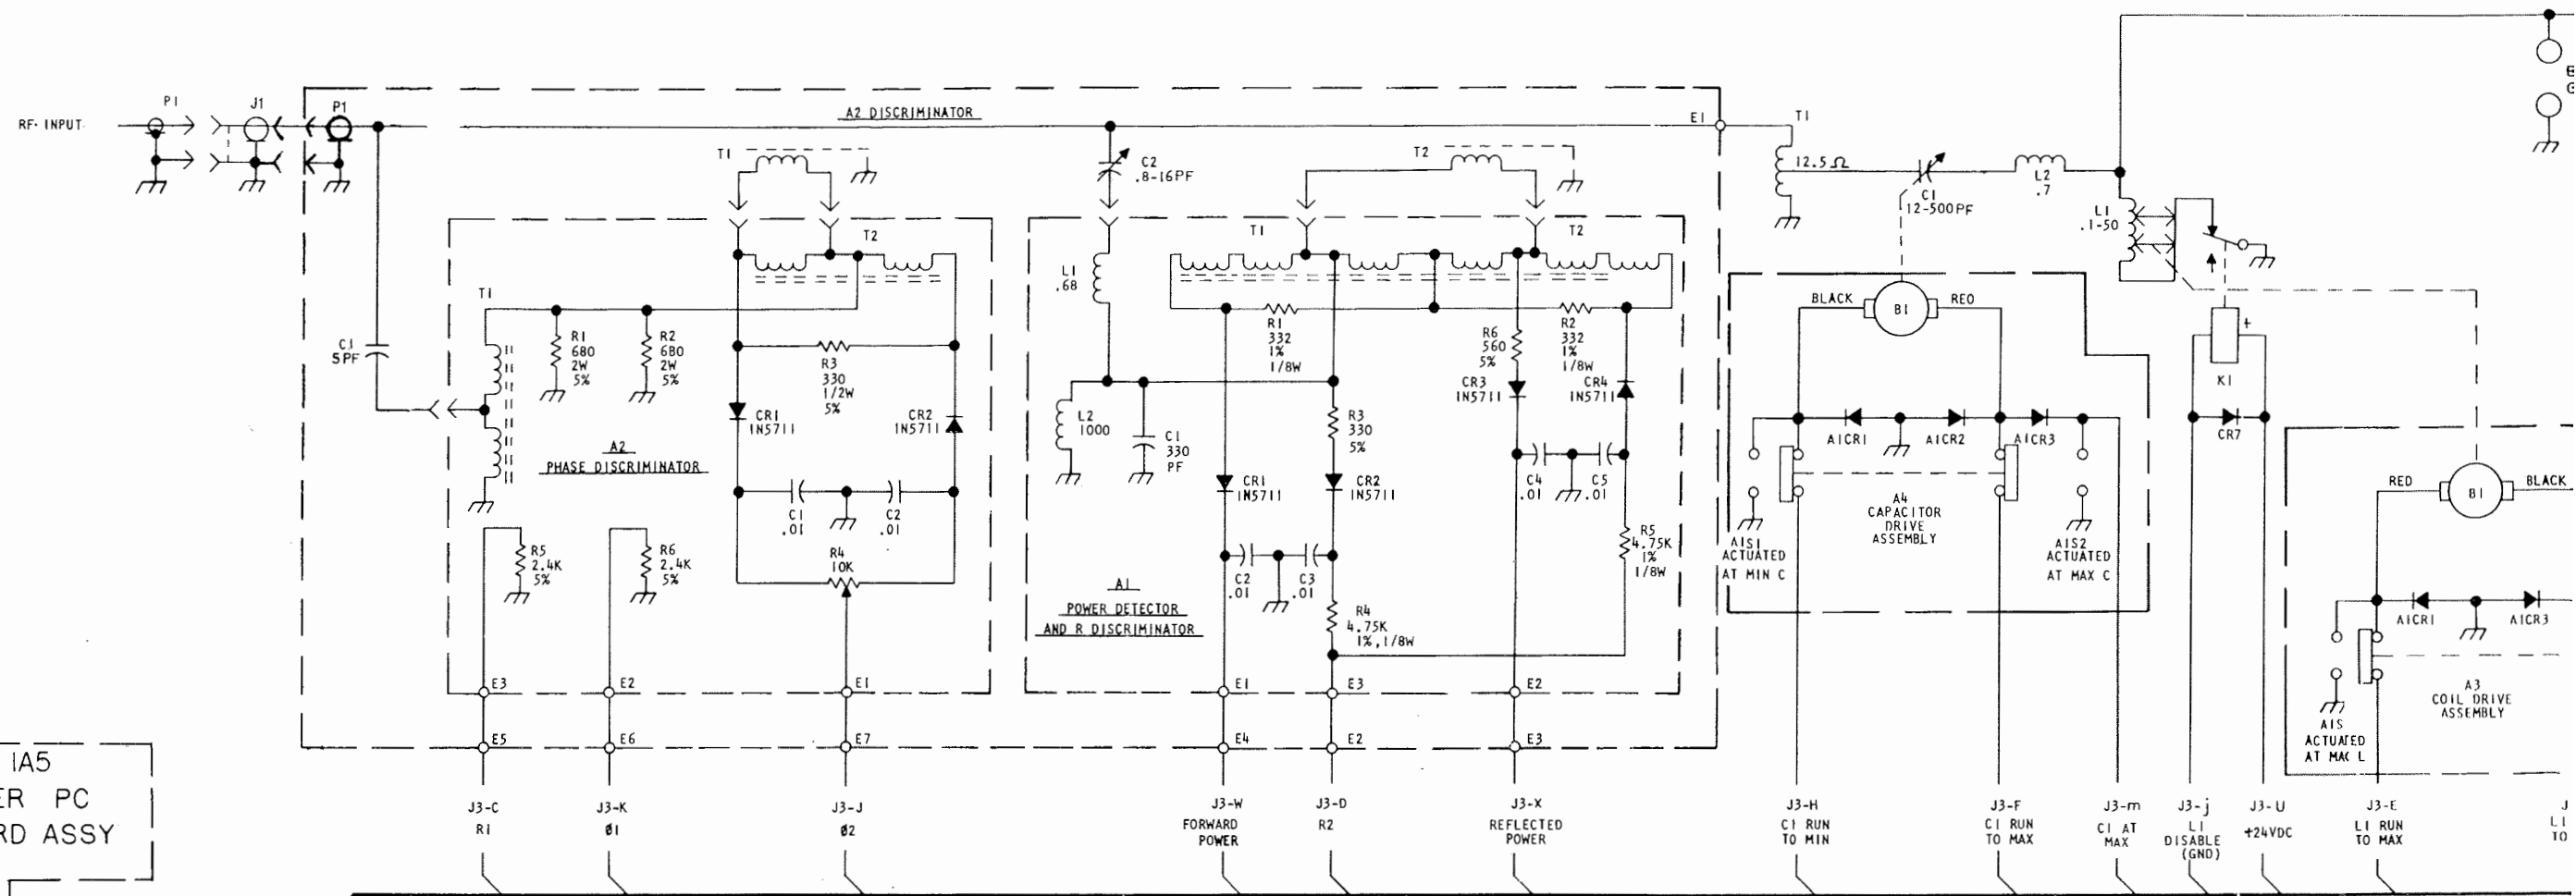 RF INPUT
P1
J1
P1
A2 DISCRIMINATOR
E1
T1
12.5 Ω
C1
12-500PF
L2
.7
L1
.1-50
C1
5PF
T1
T2
T1
R1
680
2W
5%
R2
680
2W
5%
R3
330
1/2W
5%
CR1
1N5711
CR2
1N5711
A2
PHASE DISCRIMINATOR
C1
.01
C2
.01
R4
10K
R5
2.4K
5%
R6
2.4K
5%
E3
E2
E1
E5
E6
E7
C2
.8-16PF
T2
T1
T2
L1
.68
R1
332
1%
1/8W
R6
560
5%
R2
332
1%
1/8W
CR3
1N5711
CR4
1N5711
L2
1000
C1
330
PF
R3
330
5%
CR1
1N5711
CR2
1N5711
C4
.01
C5
.01
R5
4.75K
1%
1/8W
C2
.01
C3
.01
R4
4.75K
1%,1/8W
A1
POWER DETECTOR
AND R DISCRIMINATOR
E1
E3
E2
E4
E2
E3
BLACK
B1
RED
A1CR1
A1CR2
A1CR3
A4
CAPACITOR
DRIVE
ASSEMBLY
A1S1
ACTUATED
AT MIN C
A1S2
ACTUATED
AT MAX C
+
K1
CR7
RED
B1
BLACK
A1CR1
A1CR3
A3
COIL DRIVE
ASSEMBLY
A1S
ACTUATED
AT MAX L
1A5
ER PC
RD ASSY
J3-C
R1
J3-K
Ø1
J3-J
Ø2
J3-W
FORWARD
POWER
J3-D
R2
J3-X
REFLECTED
POWER
J3-H
C1 RUN
TO MIN
J3-F
C1 RUN
TO MAX
J3-m
C1 AT
MAX
J3-j
L1
DISABLE
(GND)
J3-U
+24VDC
J3-E
L1 RUN
TO MAX
J
L1
TO